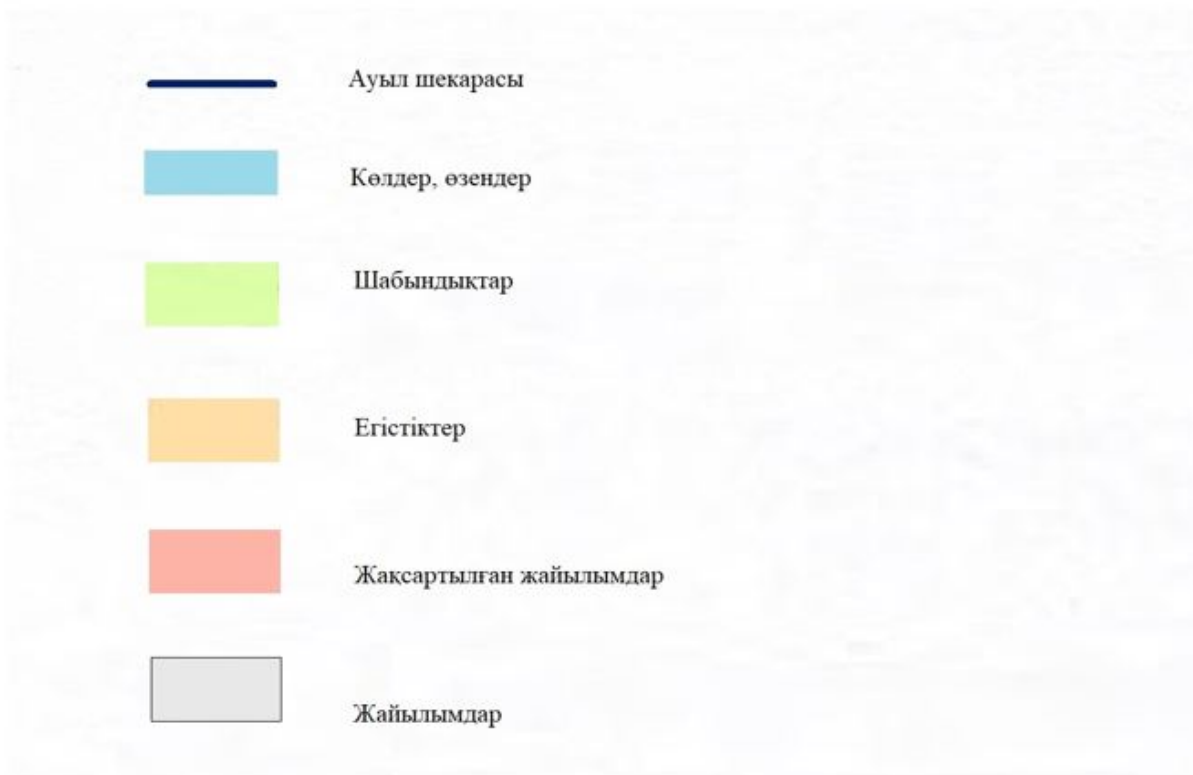 Ауыл шекарасы
Көлдер, өзендер
Шабындықтар
Егістіктер
Жақсартылған жайылымдар
Жайылымдар